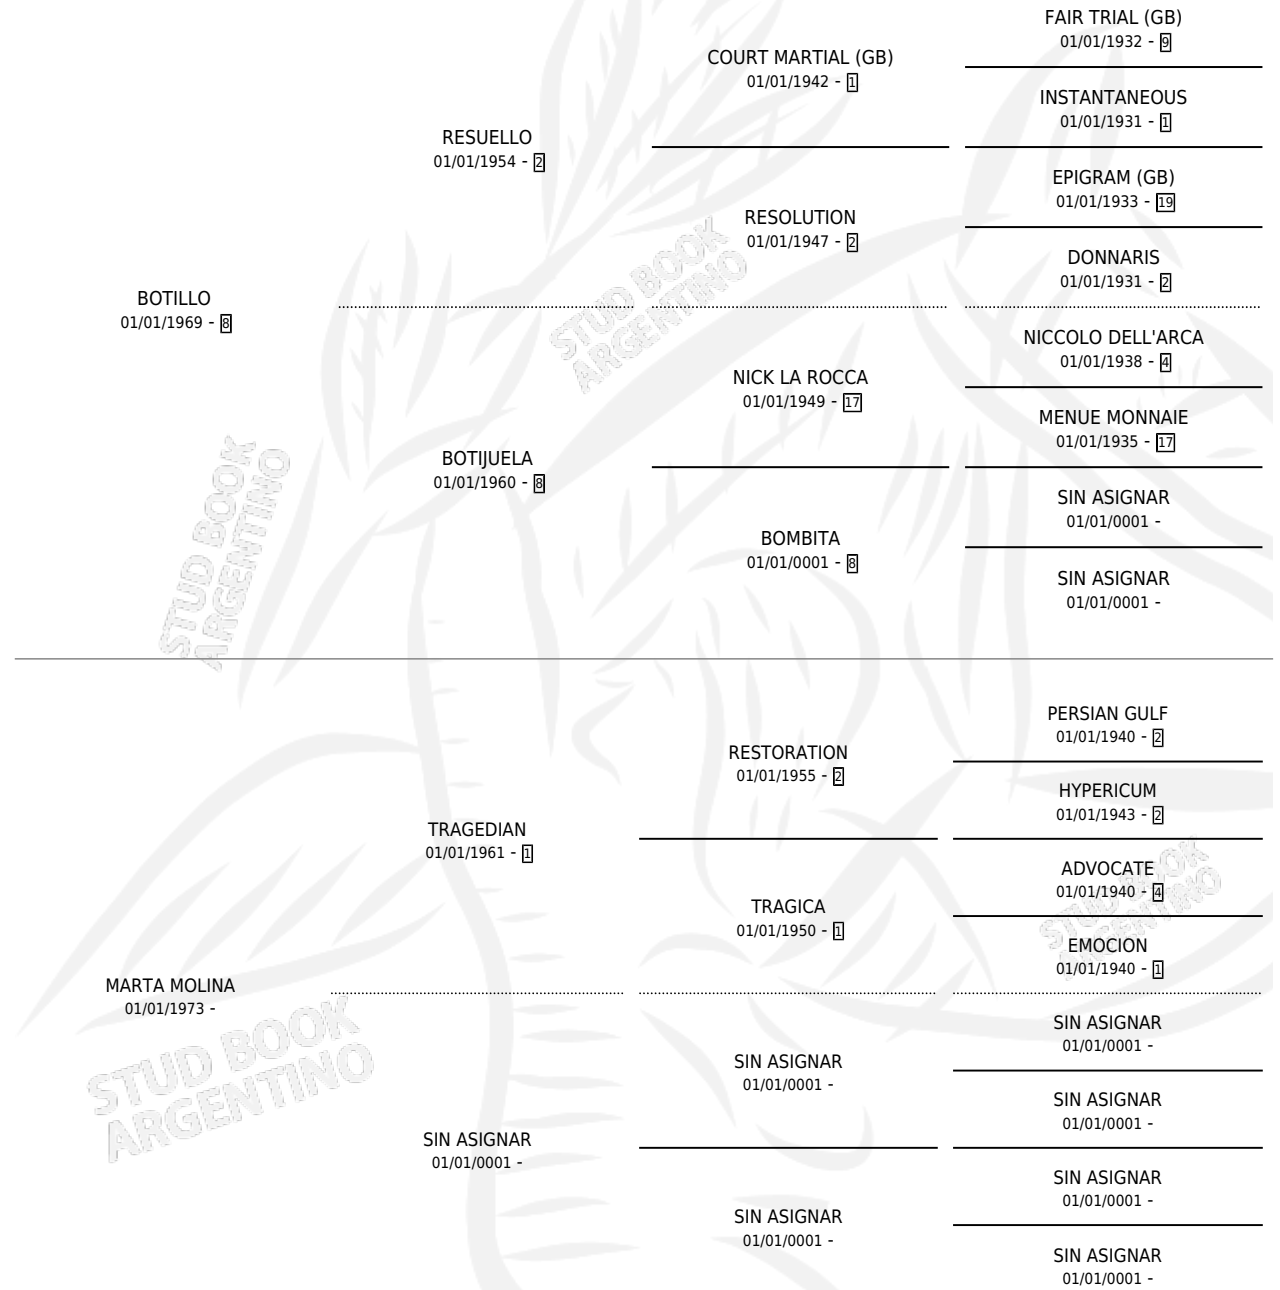 FAIR TRIAL (GB)
01/01/1932 - 9
COURT MARTIAL (GB)
01/01/1942 - 1
INSTANTANEOUS
01/01/1931 - 1
RESUELLO
01/01/1954 - 2
EPIGRAM (GB)
01/01/1933 - 19
RESOLUTION
01/01/1947 - 2
DONNARIS
01/01/1931 - 2
BOTILLO
01/01/1969 - 8
NICCOLO DELL'ARCA
01/01/1938 - 4
NICK LA ROCCA
01/01/1949 - 17
MENUE MONNAIE
01/01/1935 - 17
BOTIJUELA
01/01/1960 - 8
SIN ASIGNAR
01/01/0001 -
BOMBITA
01/01/0001 - 8
SIN ASIGNAR
01/01/0001 -
STUD BOOK
ARGENTINO
STUD BOOK
ARGENTINO
PERSIAN GULF
01/01/1940 - 2
RESTORATION
01/01/1955 - 2
HYPERICUM
01/01/1943 - 2
TRAGEDIAN
01/01/1961 - 1
ADVOCATE
01/01/1940 - 4
TRAGICA
01/01/1950 - 1
EMOCION
01/01/1940 - 1
STUD BOOK
ARGENTINO
MARTA MOLINA
01/01/1973 -
SIN ASIGNAR
01/01/0001 -
SIN ASIGNAR
01/01/0001 -
SIN ASIGNAR
01/01/0001 -
STUD BOOK
ARGENTINO
SIN ASIGNAR
01/01/0001 -
SIN ASIGNAR
01/01/0001 -
SIN ASIGNAR
01/01/0001 -
SIN ASIGNAR
01/01/0001 -